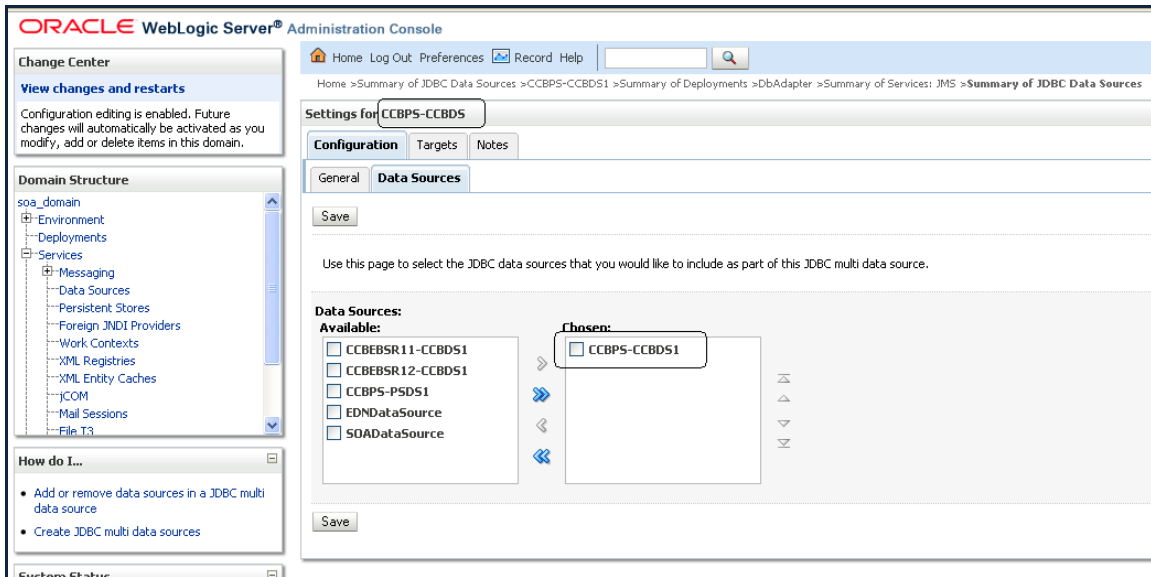 ORACLE WebLogic Server® Administration Console
Change Center
View changes and restarts
Configuration editing is enabled. Future
changes will automatically be activated as you
modify, add or delete items in this domain.
Domain Structure
soa_domain
Environment
Deployments
Services
Messaging
Data Sources
Persistent Stores
Foreign JNDI Providers
Work Contexts
XML Registries
XML Entity Caches
jCOM
Mail Sessions
File T3
How do I...
Add or remove data sources in a JDBC multi
data source
Create JDBC multi data sources
System Status
Home Log Out Preferences Record Help
Home >Summary of JDBC Data Sources >CCBPS-CCBDS1 >Summary of Deployments >DbAdapter >Summary of Services: JMS >Summary of JDBC Data Sources
Settings for CCBPS-CCBDS
Configuration Targets Notes
General Data Sources
Save
Use this page to select the JDBC data sources that you would like to include as part of this JDBC multi data source.
Data Sources:
Available: Chosen:
CCBEBSR11-CCBDS1 CCBPS-CCBDS1
CCBEBSR12-CCBDS1
CCBPS-PSDS1
EDNDataSource
SOADataSource
Save